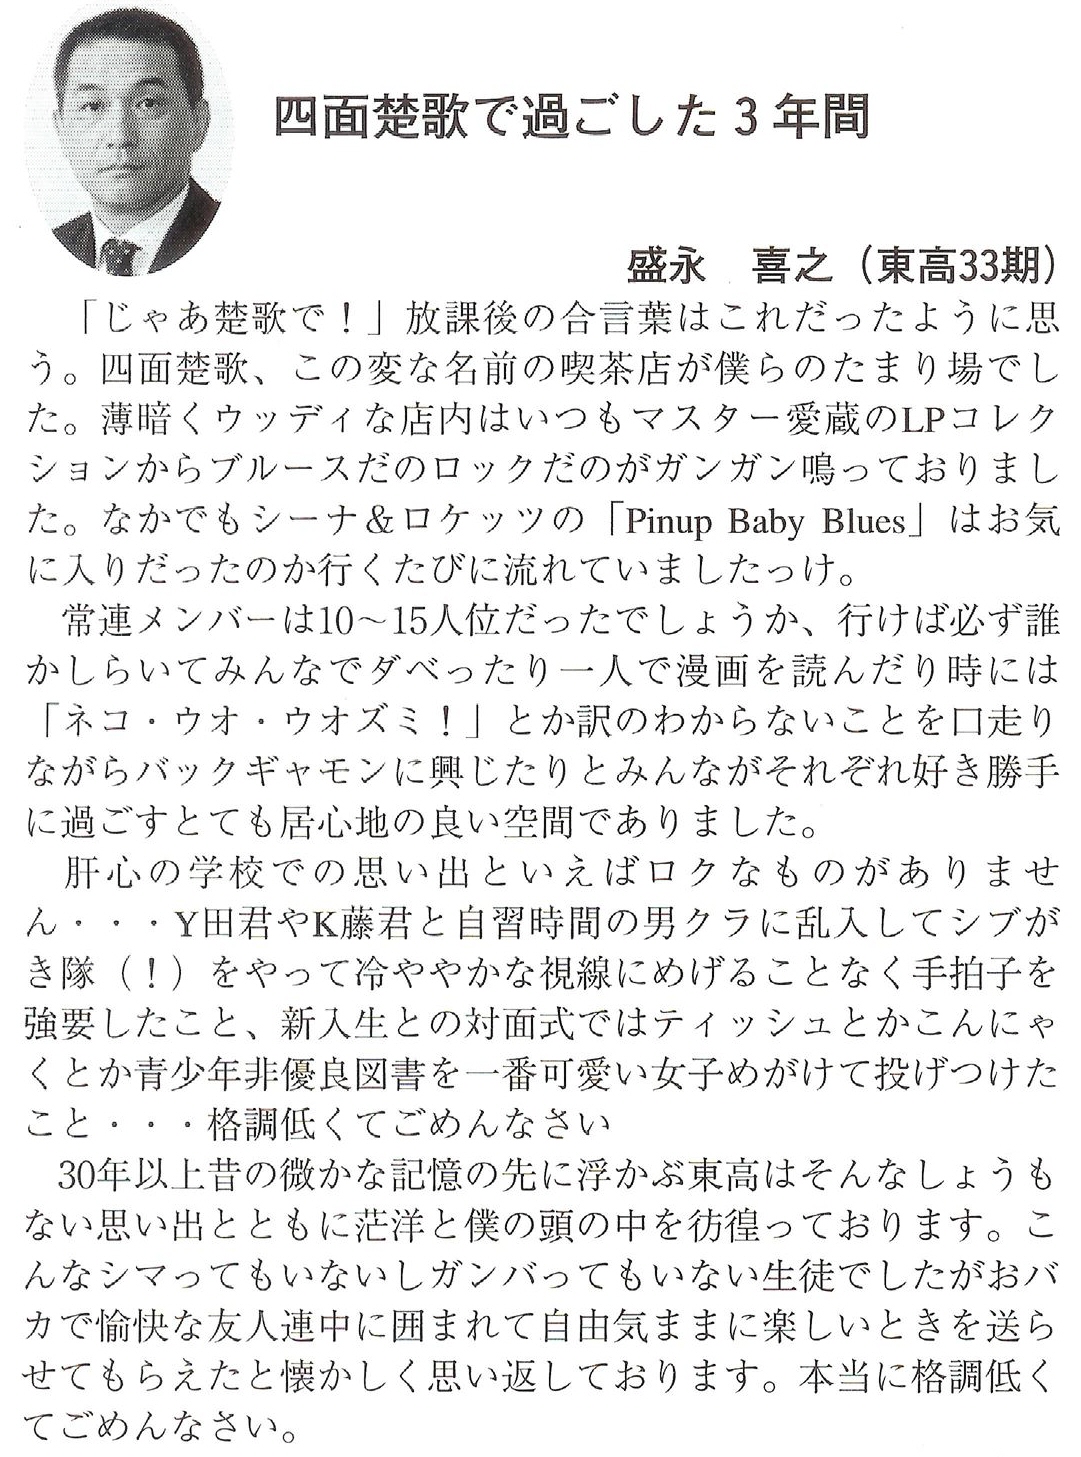 四面楚歌で過ごした3年間
盛永　喜之（東高33期）
「じゃあ楚歌で！」放課後の合言葉はこれだったように思
う。四面楚歌、この変な名前の喫茶店が僕らのたまり場でし
た。薄暗くウッディな店内はいつもマスター愛蔵のLPコレク
ションからブルースだのロックだのがガンガン鳴っておりまし
た。なかでもシーナ＆ロケッツの「Pinup Baby Blues」はお気
に入りだったのか行くたびに流れていましたっけ。
常連メンバーは10～15人位だったでしょうか、行けば必ず誰
かしらいてみんなでダベったり一人で漫画を読んだり時には
「ネコ・ウオ・ウオズミ！」とか訳のわからないことを口走り
ながらバックギャモンに興じたりとみんながそれぞれ好き勝手
に過ごすとても居心地の良い空間でありました。
肝心の学校での思い出といえばロクなものがありませ
ん・・・Y田君やK藤君と自習時間の男クラに乱入してシブが
き隊（！）をやって冷ややかな視線にめげることなく手拍子を
強要したこと、新入生との対面式ではティッシュとかこんにゃ
くとか青少年非優良図書を一番可愛い女子めがけて投げつけた
こと・・・格調低くてごめんなさい
30年以上昔の微かな記憶の先に浮かぶ東高はそんなしょうも
ない思い出とともに茫洋と僕の頭の中を彷徨っております。こ
んなシマってもいないしガンバってもいない生徒でしたがおバ
カで愉快な友人連中に囲まれて自由気ままに楽しいときを送ら
せてもらえたと懐かしく思い返しております。本当に格調低く
てごめんなさい。